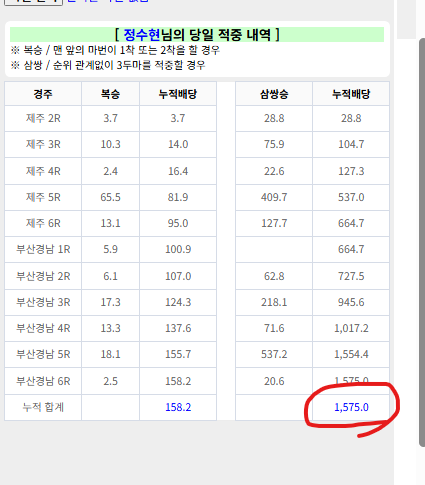 [ 정수현님의 당일 적중 내역 ]
※ 복승 / 맨 앞의 마번이 1착 또는 2착을 할 경우
※ 삼쌍 / 순위 관계없이 3두마를 적중할 경우
경주 복승 누적배당 삼쌍승 누적배당
제주 2R 3.7 3.7 28.8 28.8
제주 3R 10.3 14.0 75.9 104.7
제주 4R 2.4 16.4 22.6 127.3
제주 5R 65.5 81.9 409.7 537.0
제주 6R 13.1 95.0 127.7 664.7
부산경남 1R 5.9 100.9 664.7
부산경남 2R 6.1 107.0 62.8 727.5
부산경남 3R 17.3 124.3 218.1 945.6
부산경남 4R 13.3 137.6 71.6 1,017.2
부산경남 5R 18.1 155.7 537.2 1,554.4
부산경남 6R 2.5 158.2 20.6 1,575.0
누적 합계 158.2 1,575.0